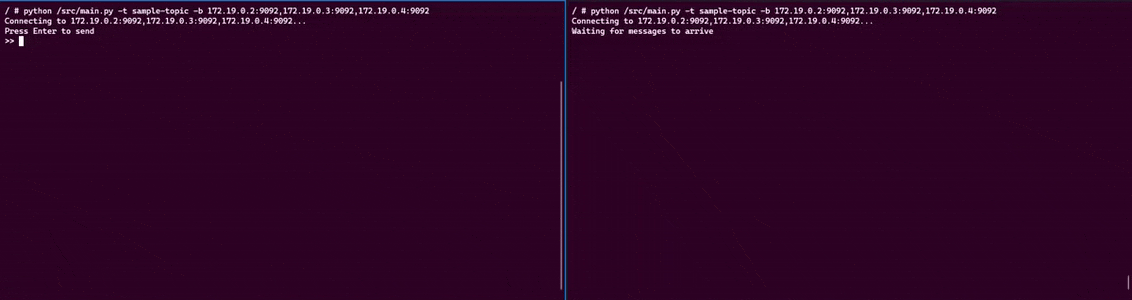 / # python /src/main.py -t sample-topic -b 172.19.0.2:9092,172.19.0.3:9092,172.19.0.4:9092
Connecting to 172.19.0.2:9092,172.19.0.3:9092,172.19.0.4:9092...
Press Enter to send
>>
/ # python /src/main.py -t sample-topic -b 172.19.0.2:9092,172.19.0.3:9092,172.19.0.4:9092
Connecting to 172.19.0.2:9092,172.19.0.3:9092,172.19.0.4:9092...
Waiting for messages to arrive